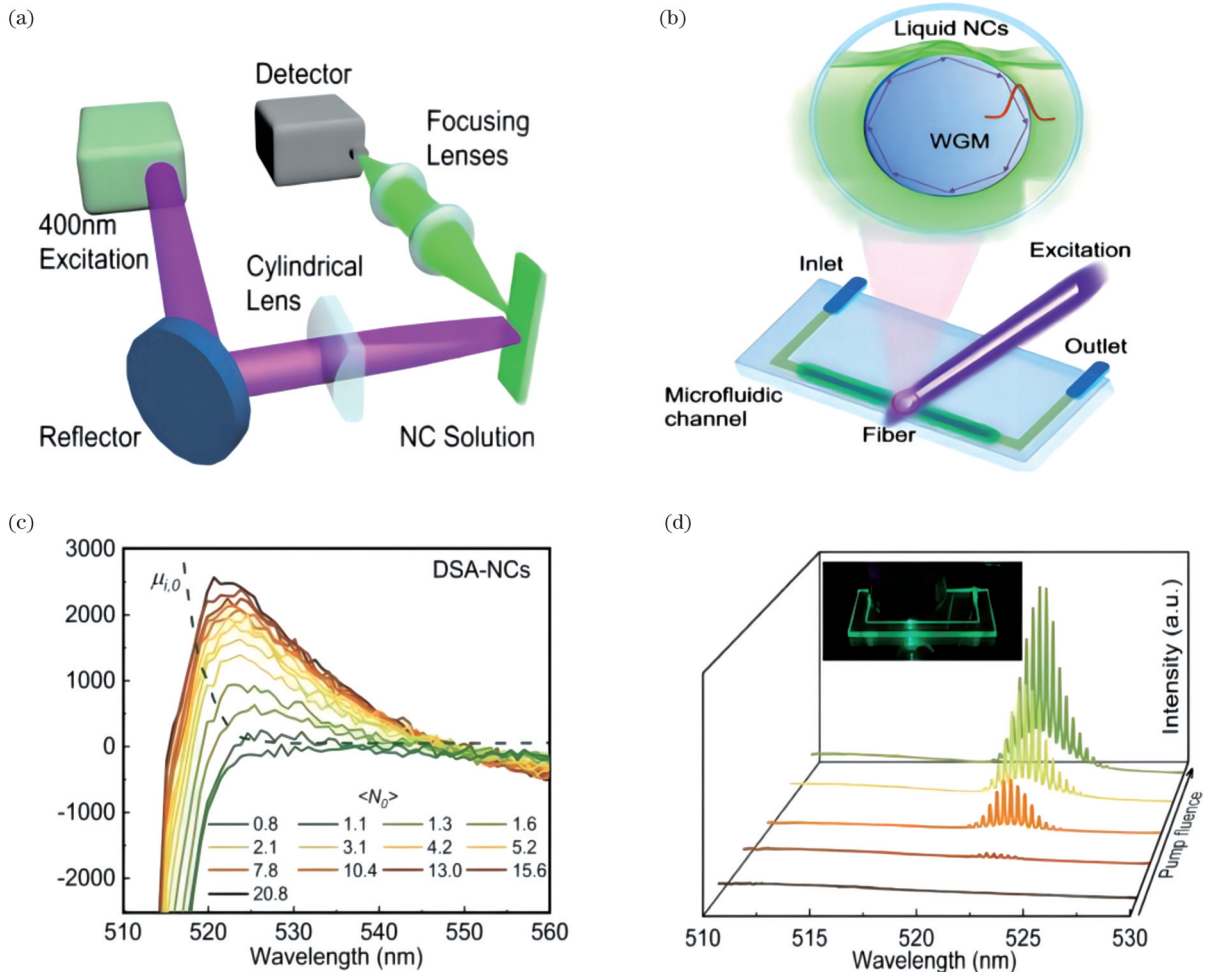 (a)
Detector
Focusing
Lenses
400nm
Excitation
Cylindrical
Lens
Reflector
NC Solution
(b)
Liquid NCs
WGM
Excitation
Inlet
Outlet
Microfluidic
channel
Fiber
(c)
3000
2000
1000
0
-1000
-2000
μi,0
DSA-NCs
<N0>
0.8 1.1 1.3 1.6
2.1 3.1 4.2 5.2
7.8 10.4 13.0 15.6
20.8
510 520 530 540 550 560
Wavelength (nm)
(d)
Intensity (a.u.)
Pump fluence
510 515 520 525 530
Wavelength (nm)